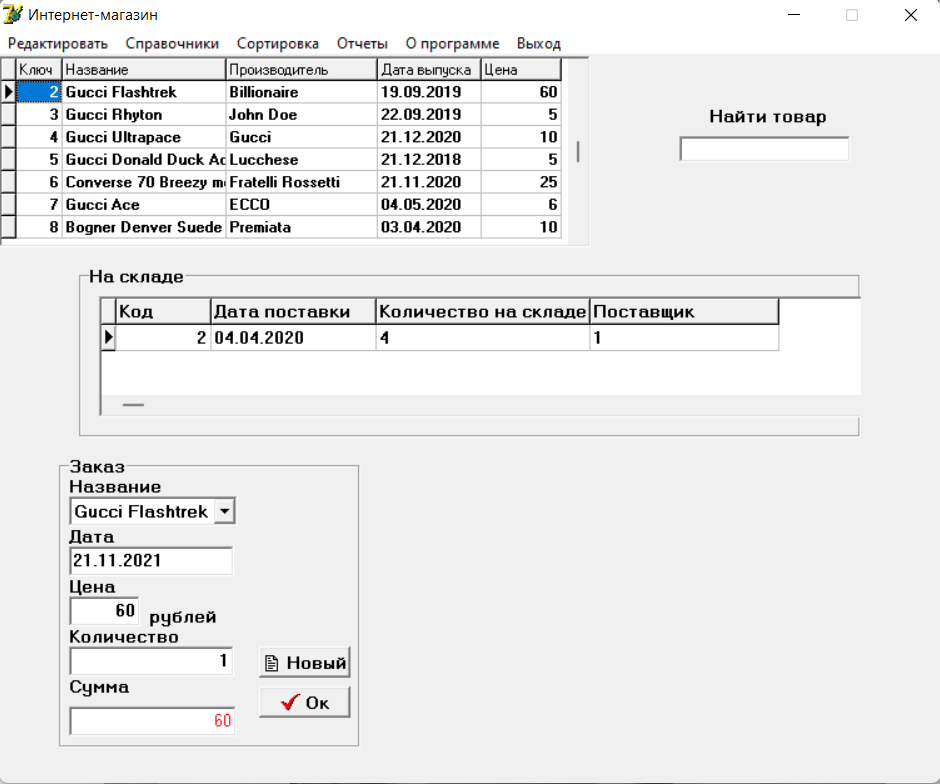 Интернет-магазин
Редактировать Справочники Сортировка Отчеты О программе Выход
Ключ Название Производитель Дата выпуска Цена
2 Gucci Flashtrek Billionaire 19.09.2019 60
3 Gucci Rhyton John Doe 22.09.2019 5
4 Gucci Ultrapace Gucci 21.12.2020 10
5 Gucci Donald Duck Ac Lucchese 21.12.2018 5
6 Converse 70 Breezy m Fratelli Rossetti 21.11.2020 25
7 Gucci Ace ECCO 04.05.2020 6
8 Bogner Denver Suede Premiata 03.04.2020 10
Найти товар
На складе
Код Дата поставки Количество на складе Поставщик
2 04.04.2020 4 1
Заказ
Название
Gucci Flashtrek
Дата
21.11.2021
Цена
60 рублей
Количество
1
Новый
Сумма
Ок
60